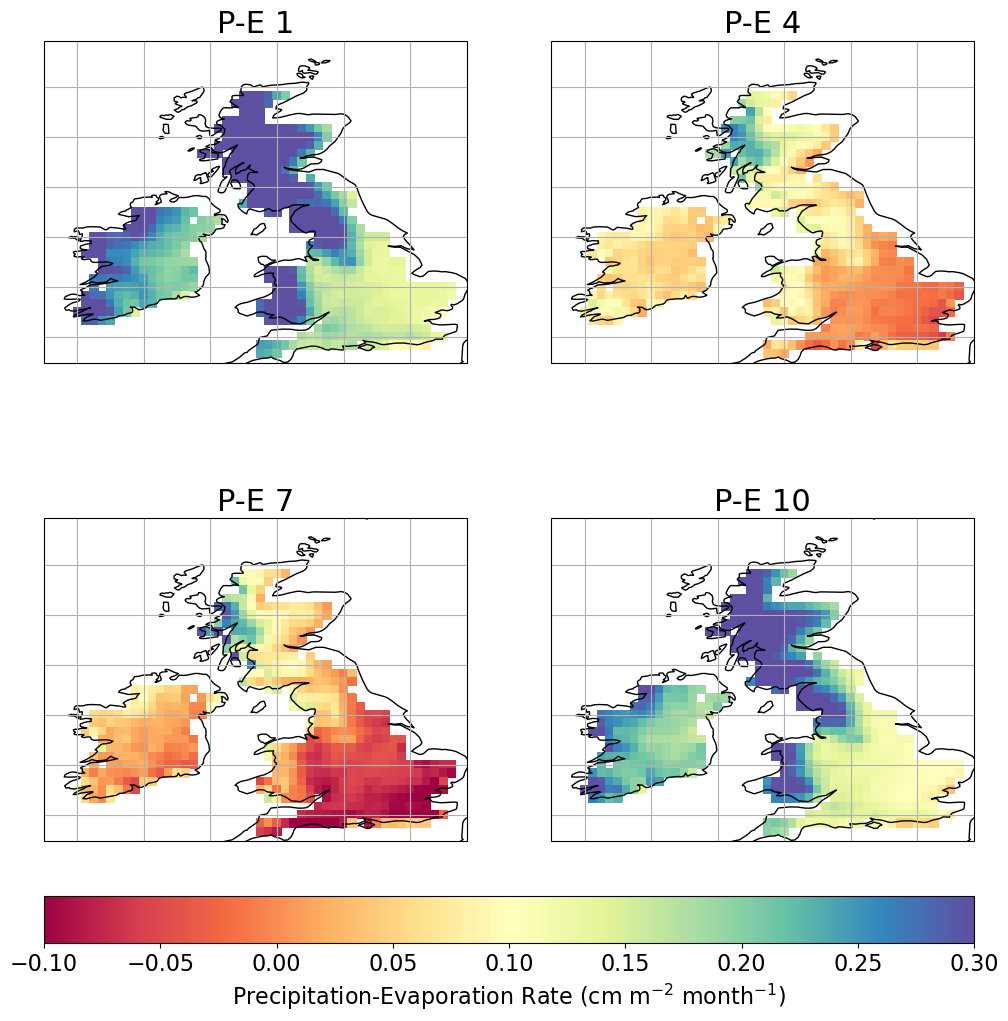 P-E 1
P-E 4
P-E 7
P-E 10
−0.10 −0.05 0.00 0.05 0.10 0.15 0.20 0.25 0.30
Precipitation-Evaporation Rate (cm m⁻² month⁻¹)